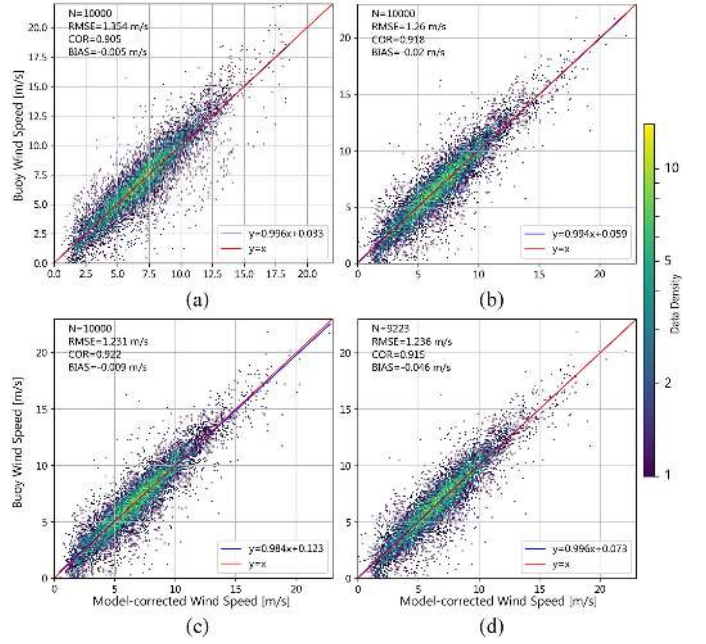 N=10000
RMSE=1.354 m/s
COR=0.905
BIAS=-0.005 m/s
Buoy Wind Speed [m/s]
20.0
17.5
15.0
12.5
10.0
7.5
5.0
2.5
0.0
0.0 2.5 5.0 7.5 10.0 12.5 15.0 17.5 20.0
y=0.996x+0.033
y=x
(a)
N=10000
RMSE=1.26 m/s
COR=0.918
BIAS=-0.02 m/s
20
15
10
5
0
0 5 10 15 20
y=0.994x+0.059
y=x
(b)
N=10000
RMSE=1.231 m/s
COR=0.922
BIAS=-0.009 m/s
Buoy Wind Speed [m/s]
20
15
10
5
0
0 5 10 15 20
y=0.984x+0.123
y=x
Model-corrected Wind Speed [m/s]
(c)
N=9223
RMSE=1.236 m/s
COR=0.915
BIAS=-0.046 m/s
20
15
10
5
0
0 5 10 15 20
y=0.996x+0.073
y=x
Model-corrected Wind Speed [m/s]
(d)
10
5
2
1
Data Density